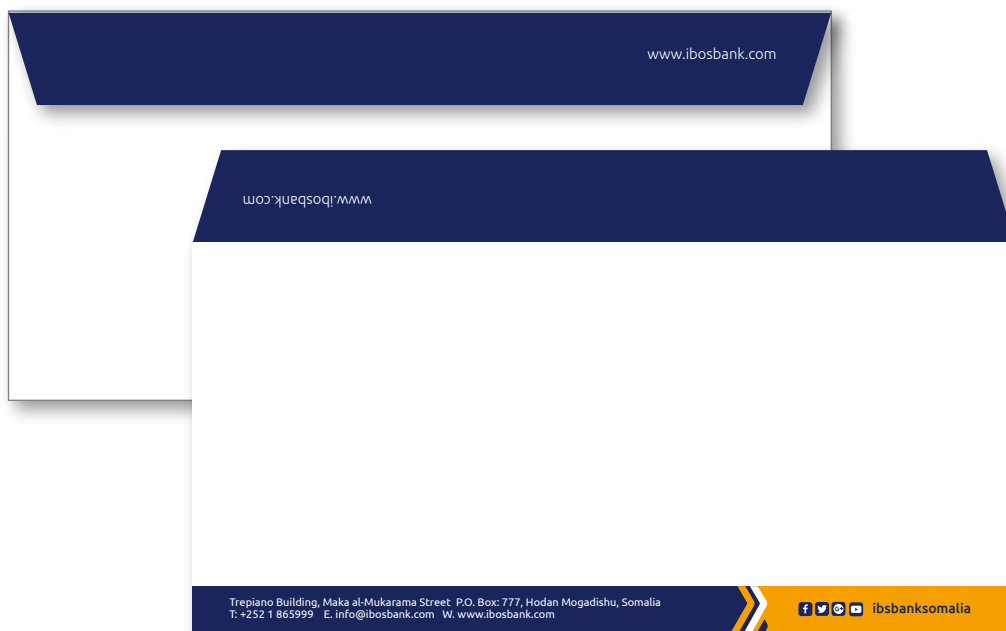 www.ibosbank.com
www.ibosbank.com
Trepiano Building, Maka al-Mukarama Street P.O. Box: 777, Hodan Mogadishu, Somalia
T: +252 1 865999 E. info@ibosbank.com W. www.ibosbank.com
ibsbanksomalia